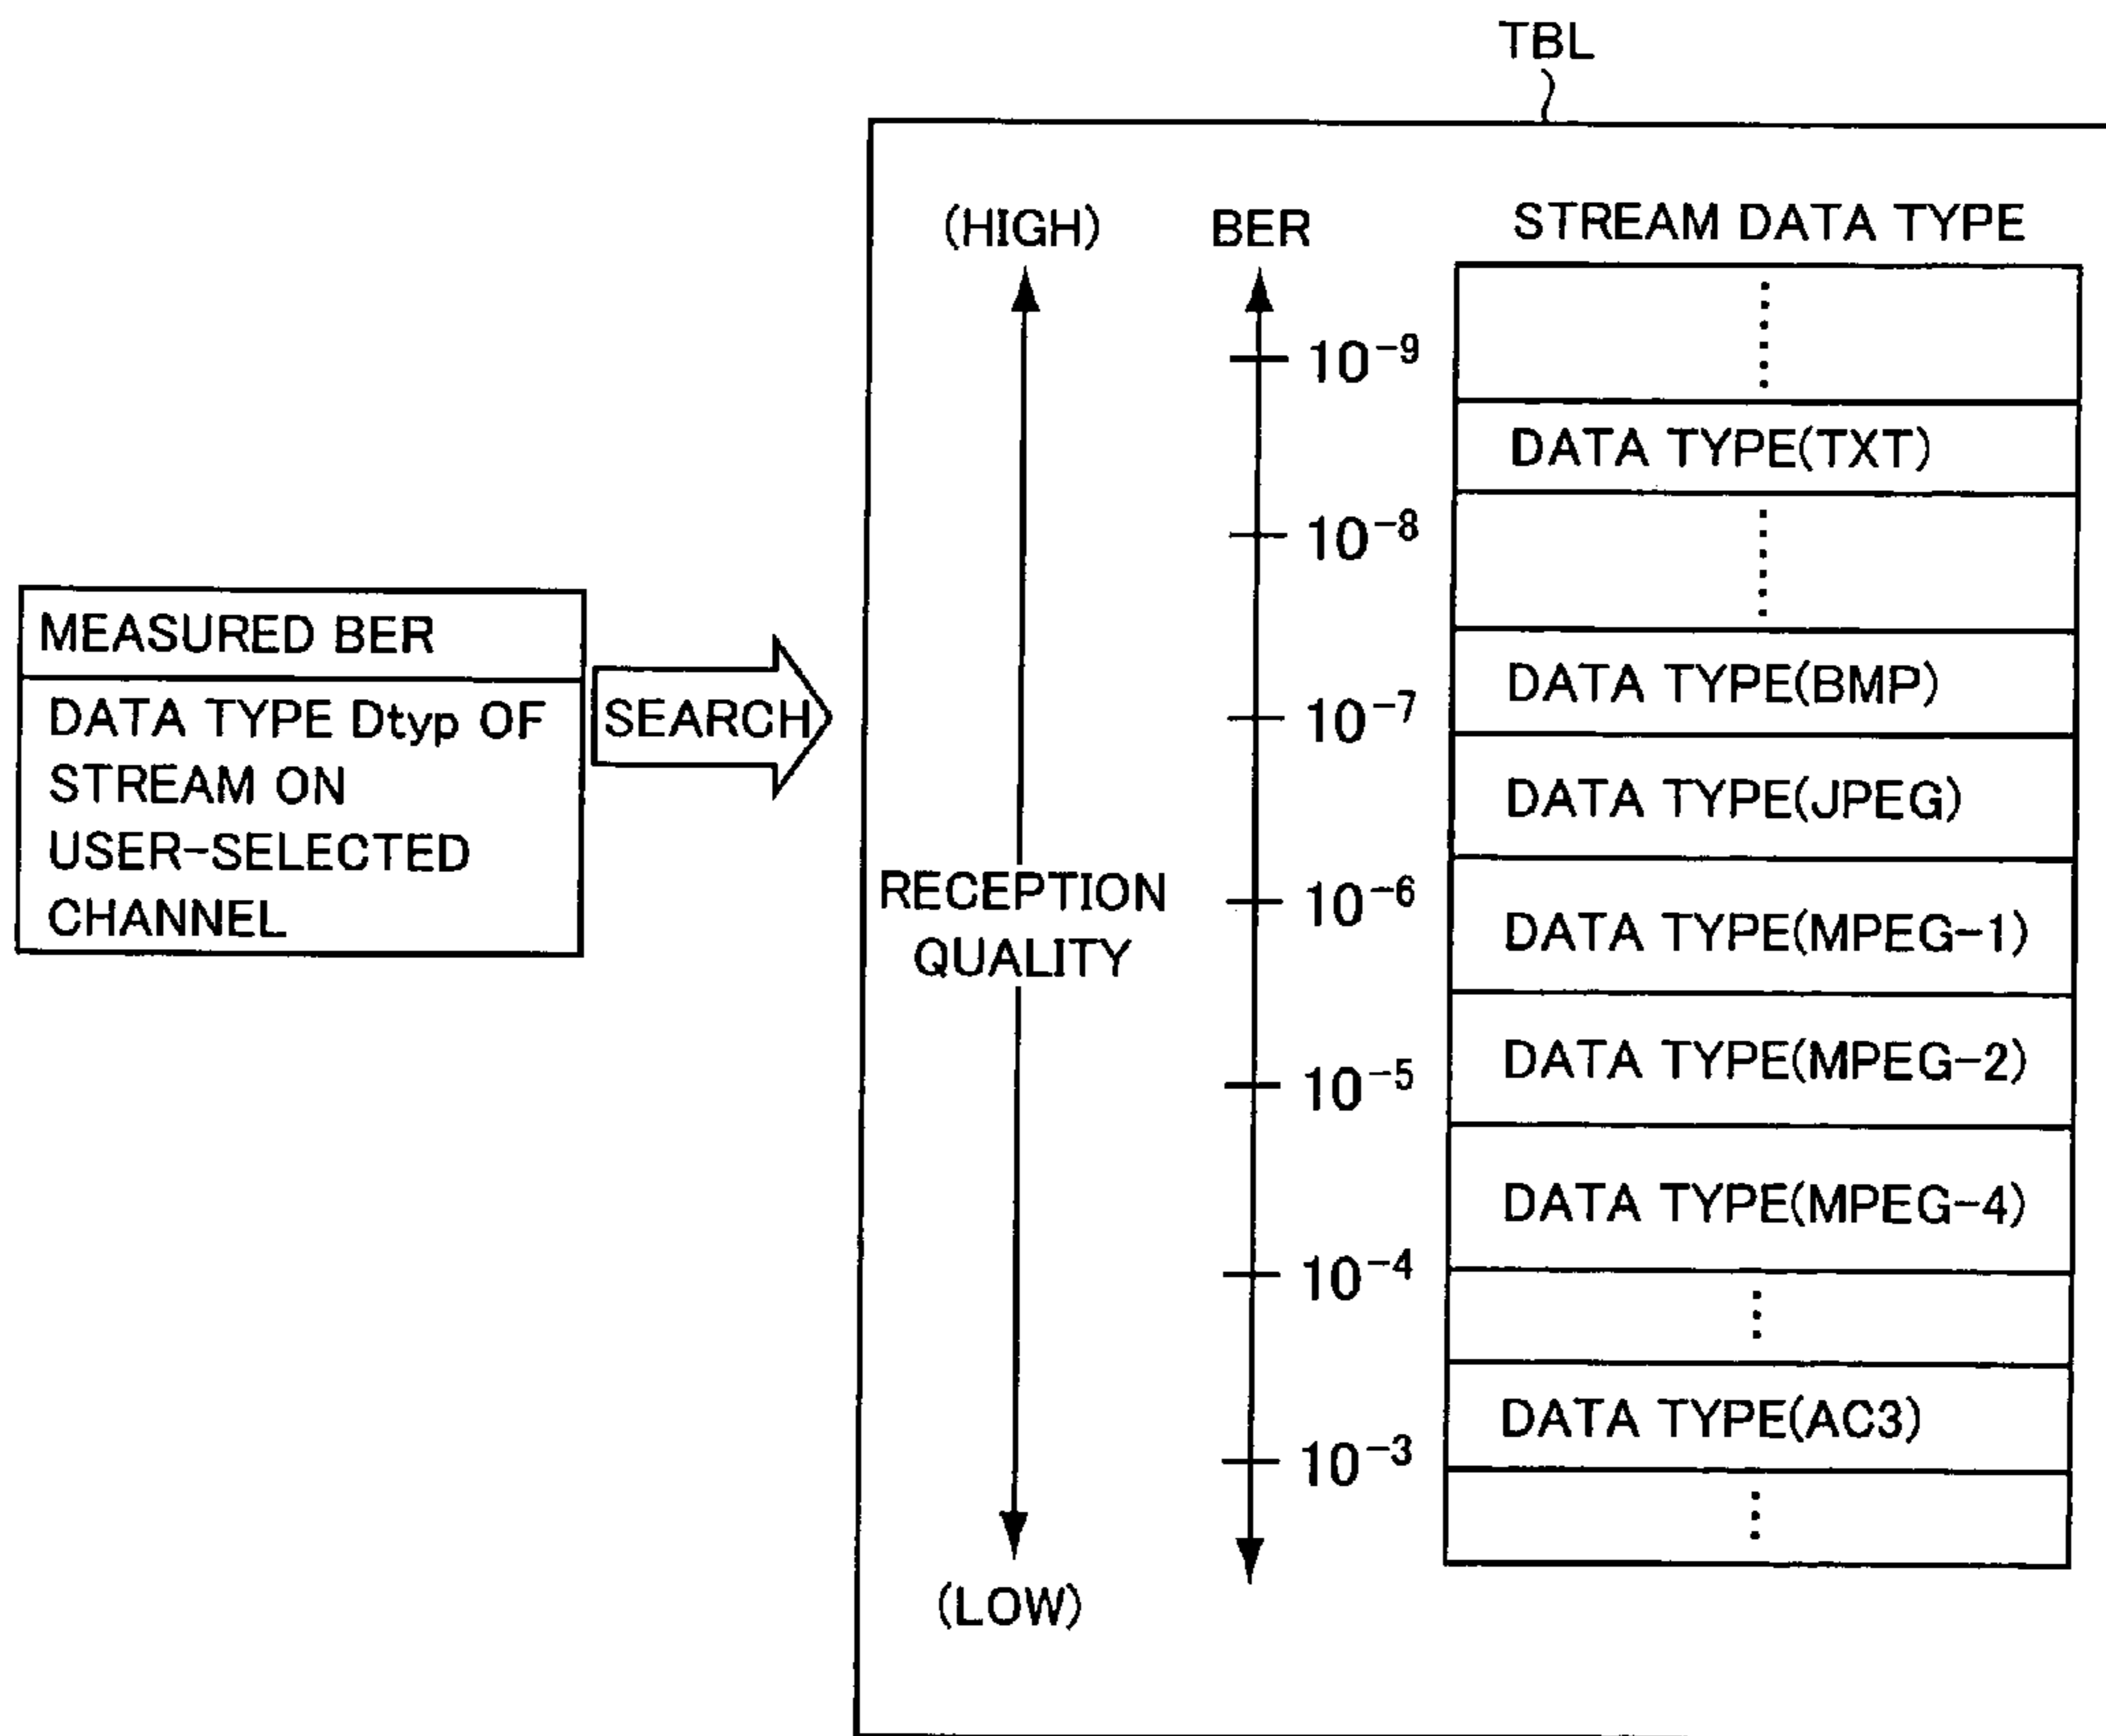 TBL
MEASURED BER
DATA TYPE Dtyp OF
STREAM ON
USER-SELECTED
CHANNEL
SEARCH
(HIGH)
RECEPTION
QUALITY
(LOW)
BER
10⁻⁹
10⁻⁸
10⁻⁷
10⁻⁶
10⁻⁵
10⁻⁴
10⁻³
STREAM DATA TYPE
DATA TYPE(TXT)
DATA TYPE(BMP)
DATA TYPE(JPEG)
DATA TYPE(MPEG-1)
DATA TYPE(MPEG-2)
DATA TYPE(MPEG-4)
DATA TYPE(AC3)